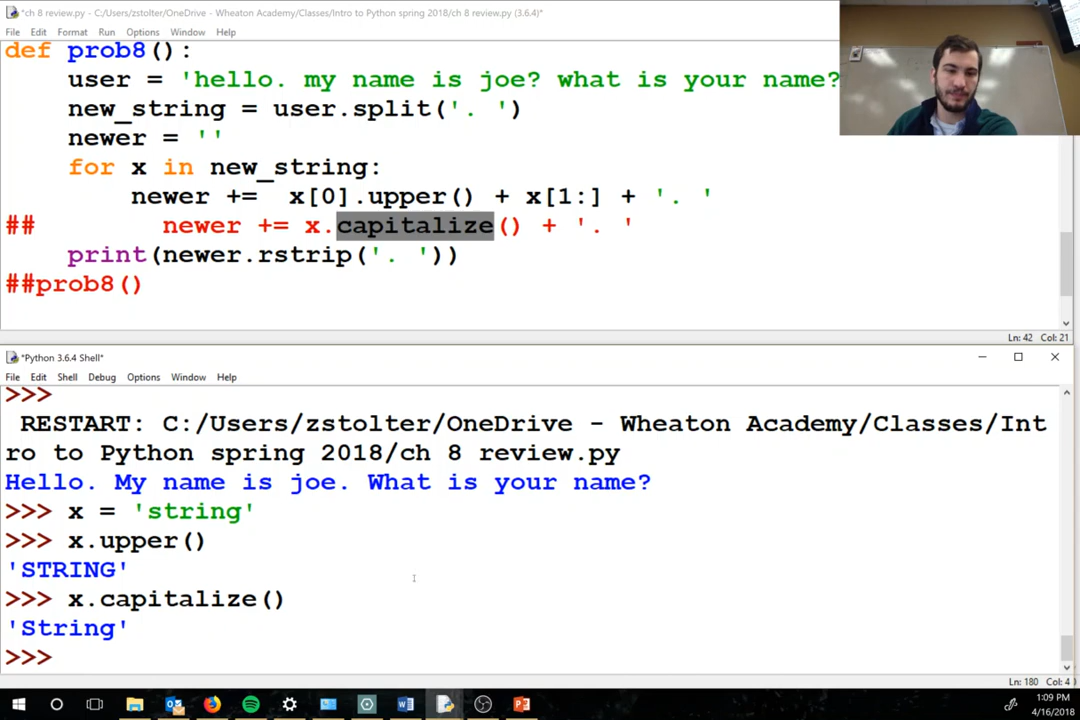 *ch 8 review.py - C:/Users/zstolter/OneDrive - Wheaton Academy/Classes/Intro to Python spring 2018/ch 8 review.py (3.6.4)*
File Edit Format Run Options Window Help
def prob8():
user = 'hello. my name is joe? what is your name?
new_string = user.split('. ')
newer = ''
for x in new_string:
newer += x[0].upper() + x[1:] + '. '
## newer += x.capitalize() + '. '
print(newer.rstrip('. '))
##prob8()
Ln: 42 Col: 21
*Python 3.6.4 Shell*
File Edit Shell Debug Options Window Help
>>>
RESTART: C:/Users/zstolter/OneDrive - Wheaton Academy/Classes/Int
ro to Python spring 2018/ch 8 review.py
Hello. My name is joe. What is your name?
>>> x = 'string'
>>> x.upper()
'STRING'
>>> x.capitalize()
'String'
>>>
Ln: 180 Col: 4
1:09 PM
4/16/2018